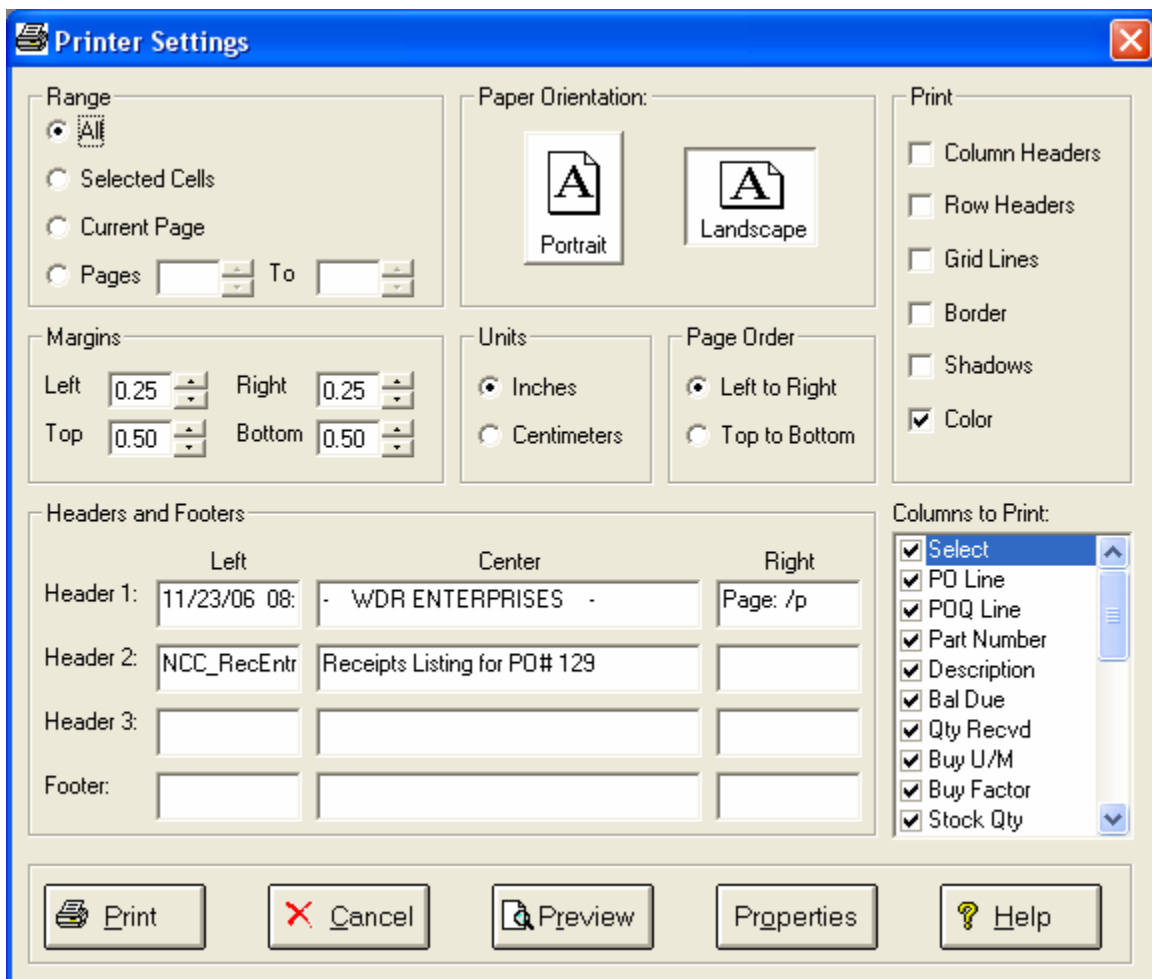 Printer Settings
Range
All
Selected Cells
Current Page
Pages To
Paper Orientation:
A
Portrait
A
Landscape
Print
Column Headers
Row Headers
Grid Lines
Border
Shadows
Color
Margins
Left 0.25 Right 0.25
Top 0.50 Bottom 0.50
Units
Inches
Centimeters
Page Order
Left to Right
Top to Bottom
Headers and Footers
Left Center Right
Header 1: 11/23/06 08: - WDR ENTERPRISES - Page: /p
Header 2: NCC_RecEntr Receipts Listing for PO# 129
Header 3:
Footer:
Columns to Print:
Select
PO Line
POQ Line
Part Number
Description
Bal Due
Qty Recvd
Buy U/M
Buy Factor
Stock Qty
Print Cancel Preview Properties Help